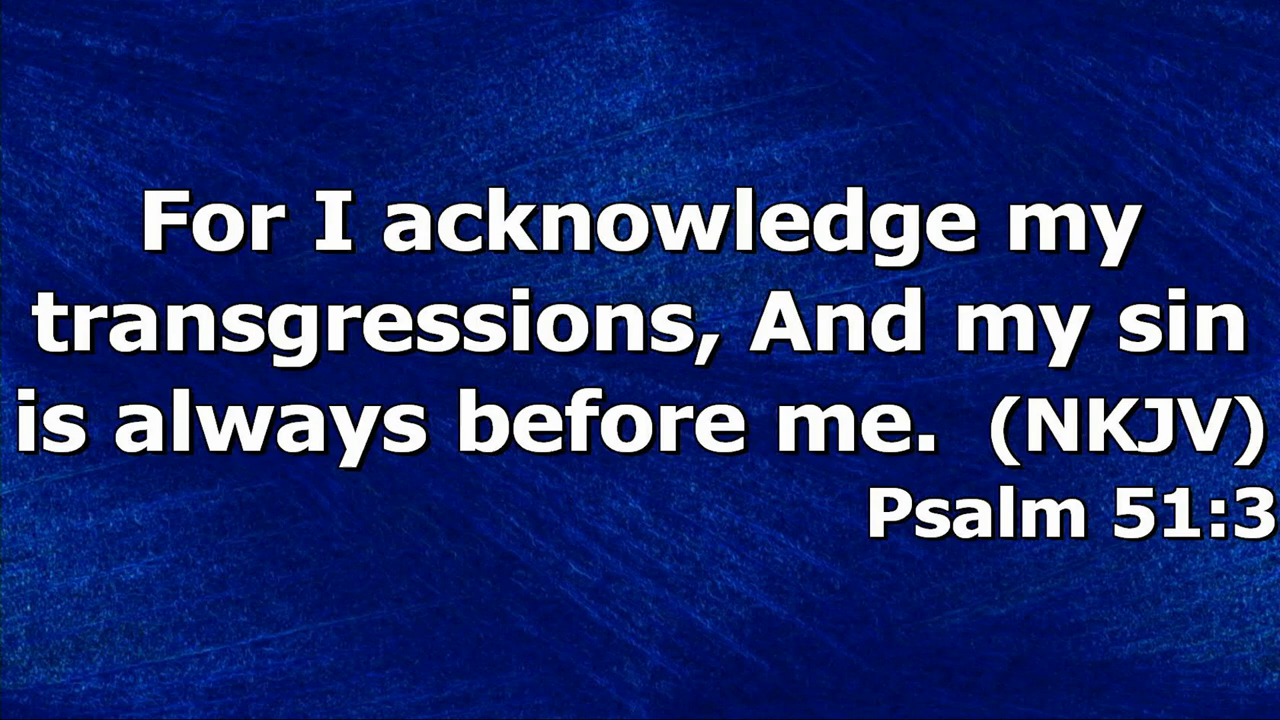 For I acknowledge my
transgressions, And my sin
is always before me.  (NKJV)
Psalm 51:3